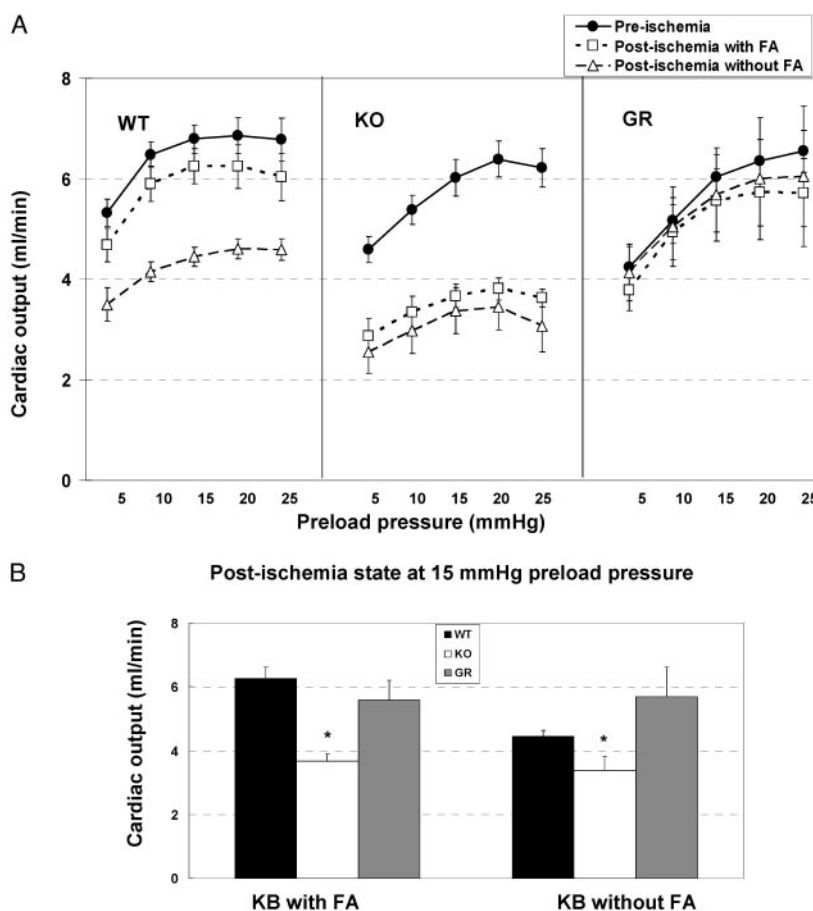 A
Pre-ischemia
Post-ischemia with FA
Post-ischemia without FA
8
6
4
2
0
Cardiac output (ml/min)
WT
KO
GR
5 10 15 20 25 5 10 15 20 25 5 10 15 20 25
Preload pressure (mmHg)
B
Post-ischemia state at 15 mmHg preload pressure
8
6
4
2
0
Cardiac output (ml/min)
WT
KO
GR
*
*
KB with FA KB without FA